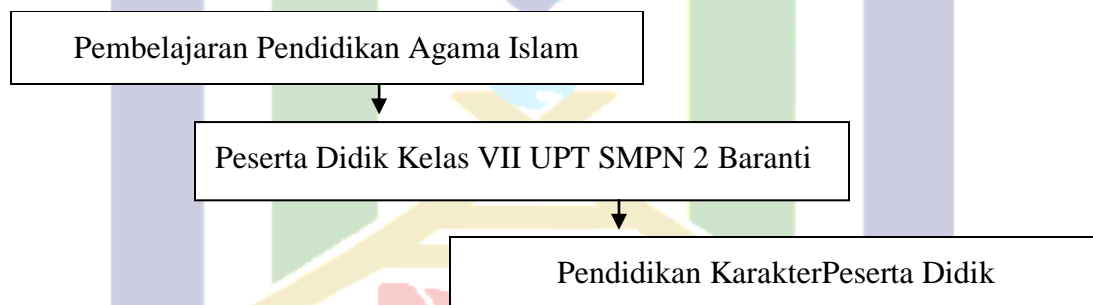 Pembelajaran Pendidikan Agama Islam
Peserta Didik Kelas VII UPT SMPN 2 Baranti
Pendidikan KarakterPeserta Didik